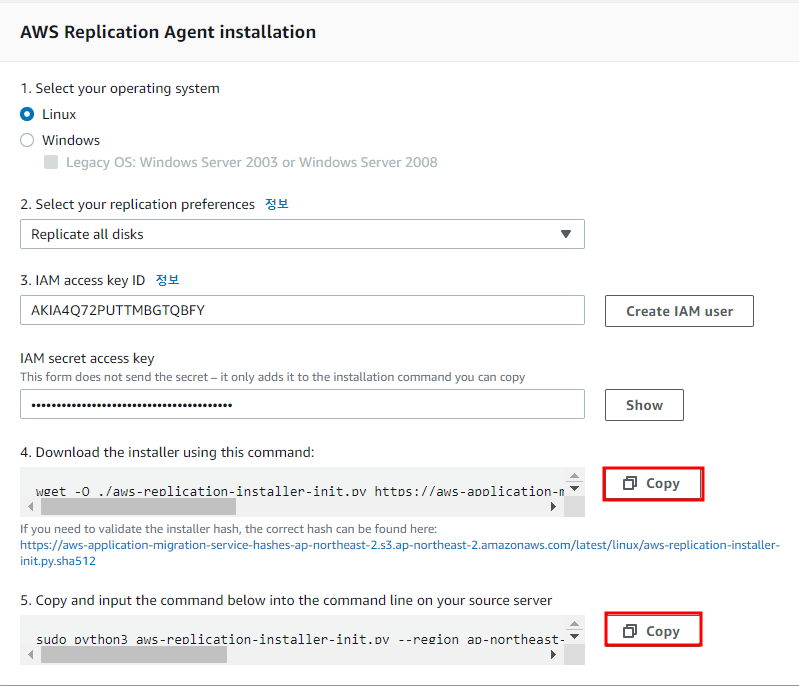 AWS Replication Agent installation
1. Select your operating system
Linux
Windows
Legacy OS: Windows Server 2003 or Windows Server 2008
2. Select your replication preferences 정보
Replicate all disks
3. IAM access key ID 정보
AKIA4Q72PUTTMBGTQBFY
Create IAM user
IAM secret access key
This form does not send the secret – it only adds it to the installation command you can copy
••••••••••••••••••••••••••••••••••••••••
Show
4. Download the installer using this command:
wget -O ./aws-replication-installer-init.py https://aws-application-m
Copy
If you need to validate the installer hash, the correct hash can be found here:
https://aws-application-migration-service-hashes-ap-northeast-2.s3.ap-northeast-2.amazonaws.com/latest/linux/aws-replication-installer-
init.py.sha512
5. Copy and input the command below into the command line on your source server
sudo python3 aws-replication-installer-init.py --region ap-northeast-
Copy